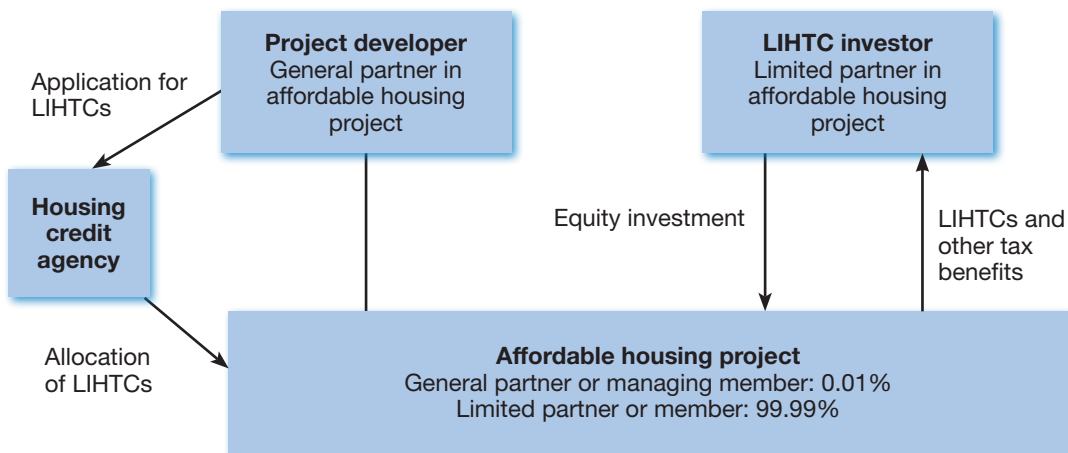 Project developer
General partner in
affordable housing
project
LIHTC investor
Limited partner in
affordable housing
project
Application for
LIHTCs
Housing
credit
agency
Equity investment
LIHTCs and
other tax
benefits
Allocation
of LIHTCs
Affordable housing project
General partner or managing member: 0.01%
Limited partner or member: 99.99%